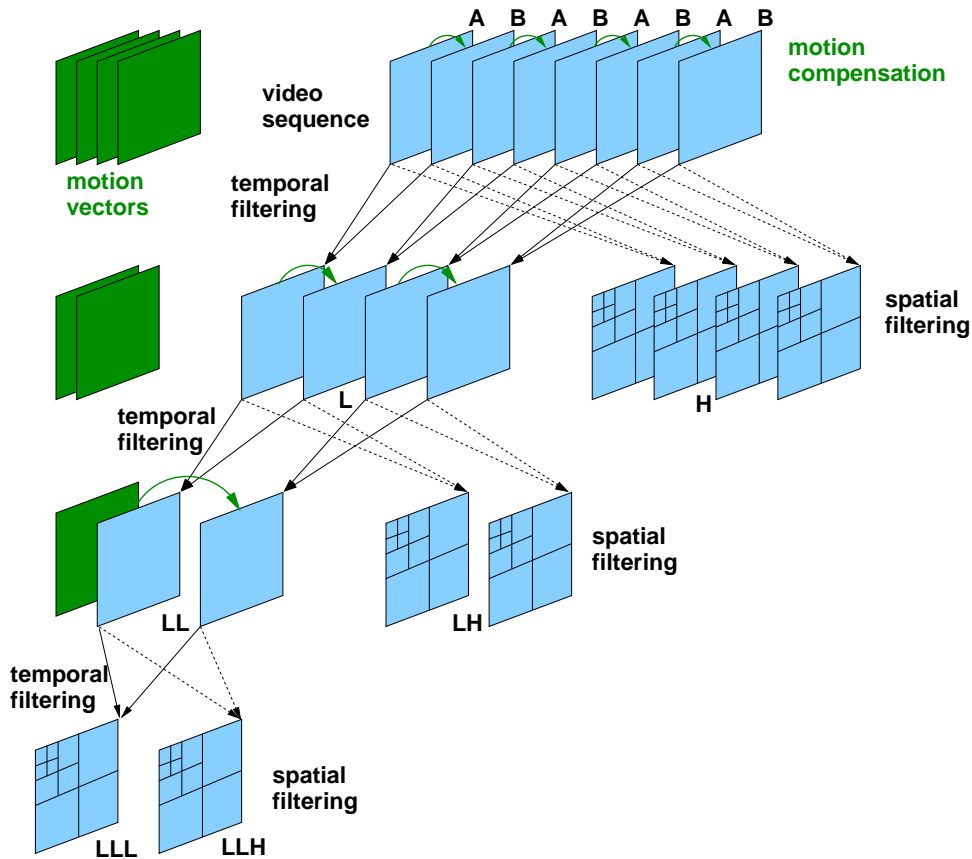 A B A B A B A B
motion
compensation
video
sequence
motion
vectors
temporal
filtering
spatial
filtering
L
H
temporal
filtering
spatial
filtering
LL
LH
temporal
filtering
spatial
filtering
LLL
LLH